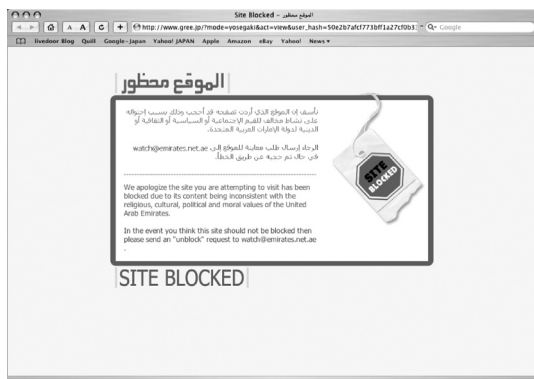 الموقع محظور – Site Blocked
A A
http://www.gree.jp/?mode=yosegaki&act=view&user_hash=50e2b7afcf773bff1a27cf0b3
Google
livedoor Blog Quill Google-Japan Yahoo! JAPAN Apple Amazon eBay Yahoo! News
الموقع محظور
نأسف إن الموقع الذي أردت تصفحه قد أحجب وذلك بسبب إحتوائه
على نشاط مخالف للقيم الاجتماعية أو السياسية أو الثقافية أو
الدينية لدولة الإمارات العربية المتحدة.
الرجاء إرسال طلب معاينة للموقع إلى watch@emirates.net.ae
في حال تم حجبه عن طريق الخطأ.
SITE
BLOCKED
We apologize the site you are attempting to visit has been
blocked due to its content being inconsistent with the
religious, cultural, political and moral values of the United
Arab Emirates.
In the event you think this site should not be blocked then
please send an "unblock" request to watch@emirates.net.ae
.
SITE BLOCKED